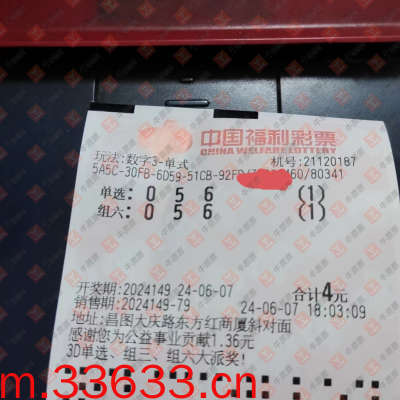 中国福利彩票
CHINA WELFARE LOTTERY
玩法:数字3-单式 机号:21120187
5A5C-30FB-6D59-51CB-92FD 60/80341
单选: 0 5 6 (1)
组六: 0 5 6 (1)
开奖期:2024149 24-06-07 合计4元
销售期:2024149-79 24-06-07 18:03:09
地址:昌图大庆路东方红商厦斜对面
感谢您为公益事业贡献1.36元
3D单选、组三、组六大派奖!
m.33633.cn